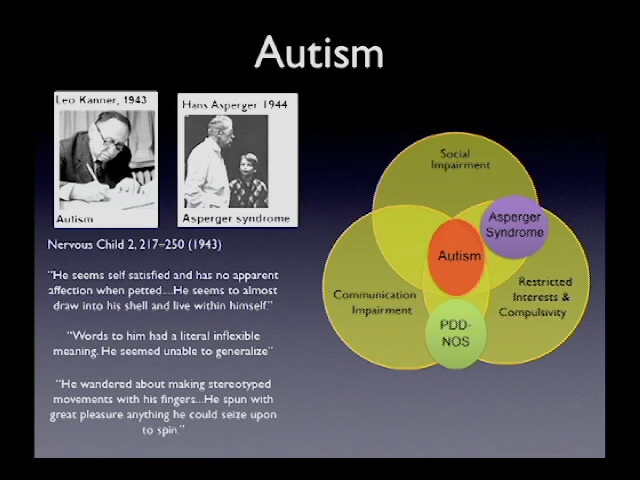 Autism
Leo Kanner, 1943
Autism
Hans Asperger 1944
Asperger syndrome
Nervous Child 2, 217–250 (1943)
“He seems self satisfied and has no apparent
affection when petted....He seems to almost
draw into his shell and live within himself.”
“Words to him had a literal inflexible
meaning. He seemed unable to generalize”
“He wandered about making stereotyped
movements with his fingers...He spun with
great pleasure anything he could seize upon
to spin.”
Social
Impairment
Asperger
Syndrome
Autism
Communication
Impairment
Restricted
Interests &
Compulsivity
PDD-
NOS